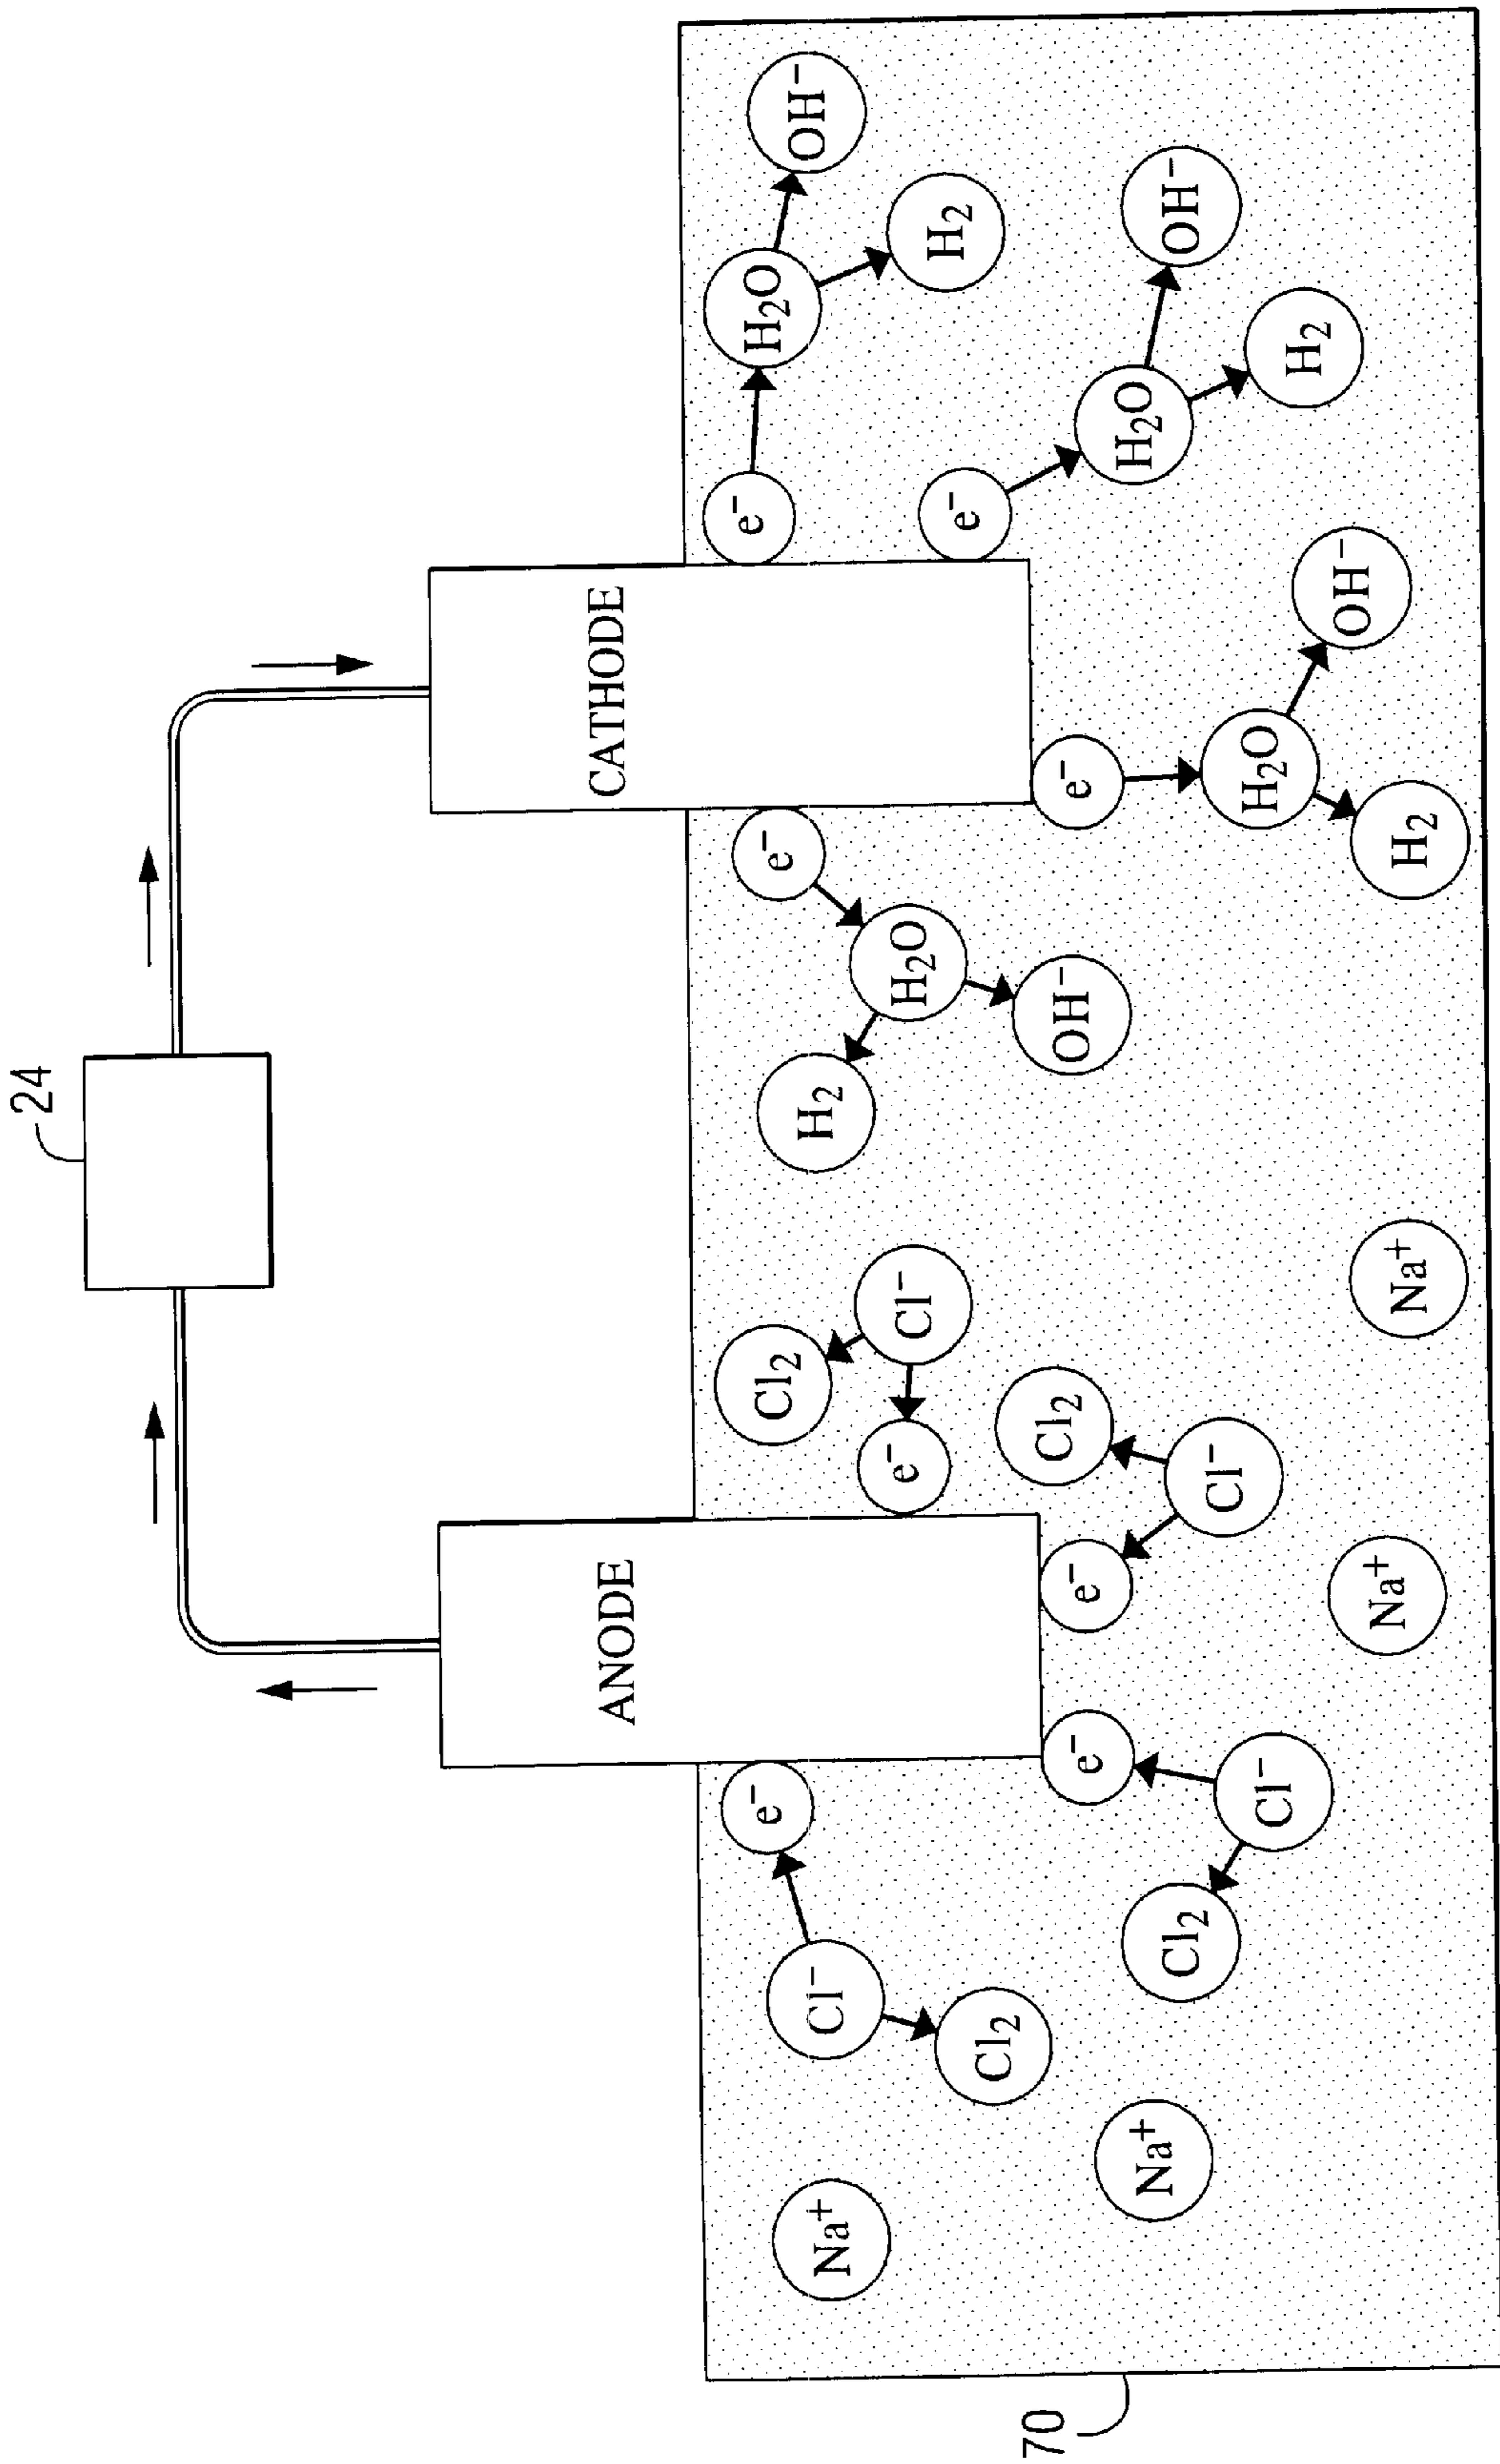 24
ANODE
CATHODE
e⁻
Cl⁻
Cl₂
Na⁺
Na⁺
e⁻
Cl⁻
Cl₂
e⁻
Cl⁻
Cl₂
Na⁺
e⁻
Cl⁻
Cl₂
Na⁺
e⁻
H₂O
H₂
OH⁻
e⁻
H₂O
H₂
OH⁻
e⁻
H₂O
OH⁻
H₂
e⁻
H₂O
OH⁻
H₂
70